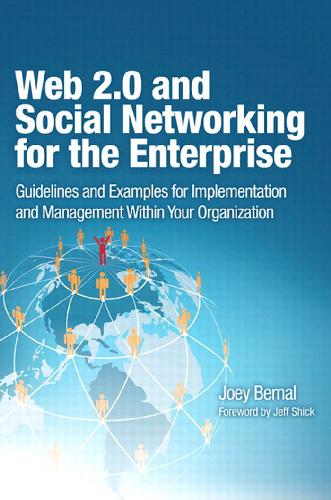 Web 2.0 and
Social Networking
for the Enterprise
Guidelines and Examples for Implementation
and Management Within Your Organization
Joey Bernal
Foreword by Jeff Shick